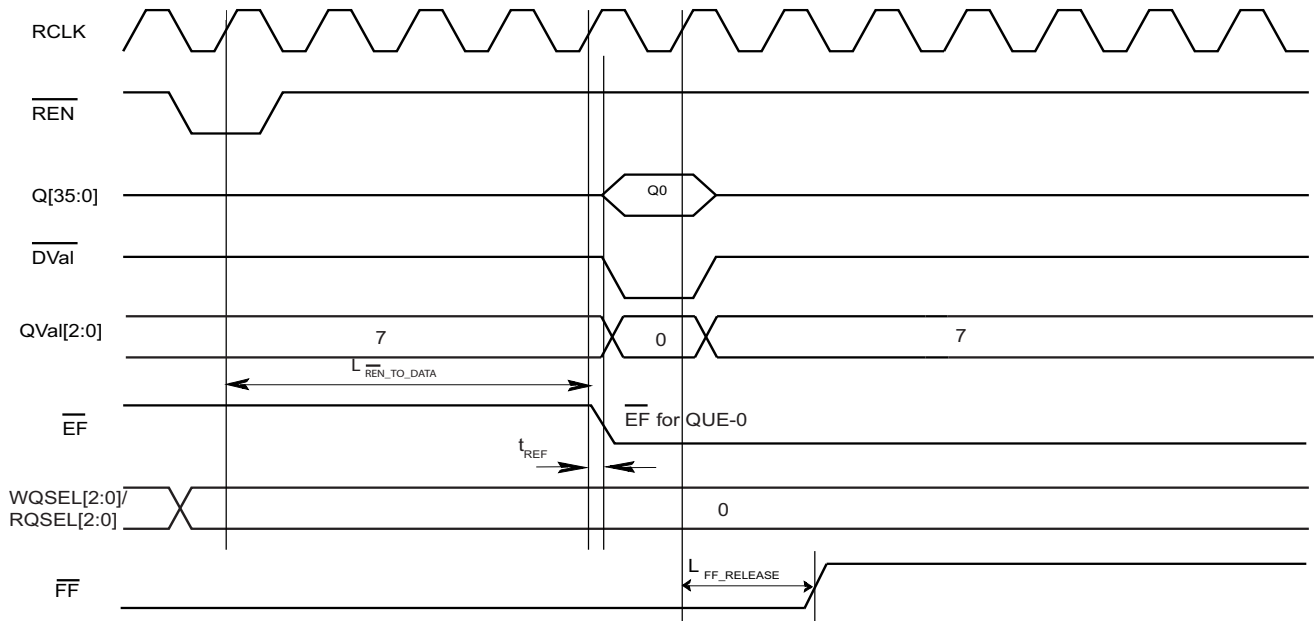 RCLK
REN
Q[35:0]
Q0
DVal
QVal[2:0]
7
0
7
L REN_TO_DATA
EF
EF for QUE-0
tREF
WQSEL[2:0]/
RQSEL[2:0]
0
L FF_RELEASE
FF